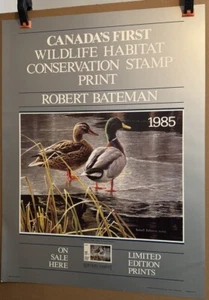 CANADA'S FIRST
WILDLIFE HABITAT
CONSERVATION STAMP
PRINT
ROBERT BATEMAN
1985
ON
SALE
HERE
LIMITED
EDITION
PRINTS